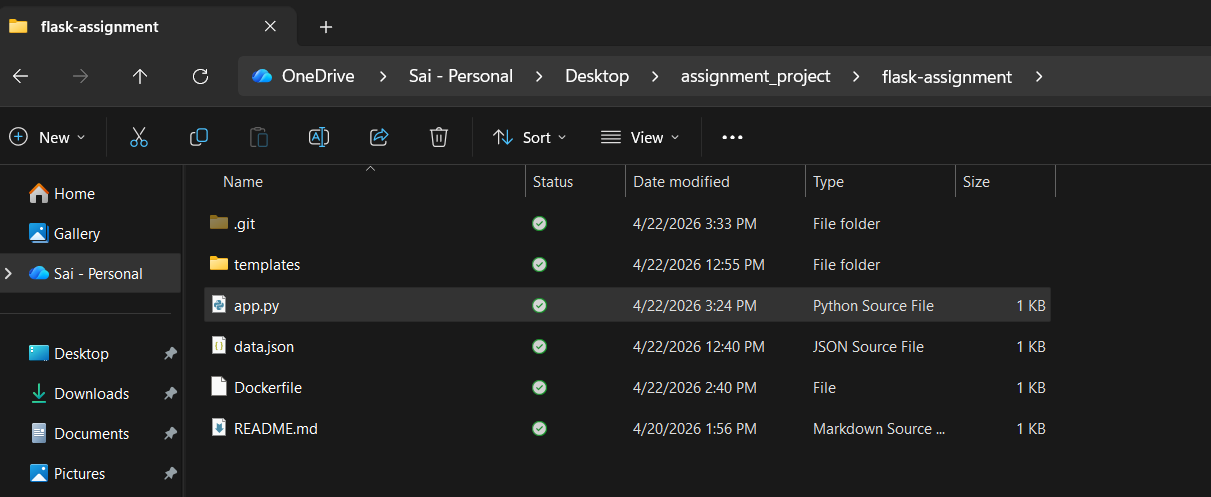 flask-assignment
OneDrive > Sai - Personal > Desktop > assignment_project > flask-assignment >
New Sort View
Name Status Date modified Type Size
Home
Gallery
Sai - Personal
Desktop
Downloads
Documents
Pictures
.git 4/22/2026 3:33 PM File folder
templates 4/22/2026 12:55 PM File folder
app.py 4/22/2026 3:24 PM Python Source File 1 KB
data.json 4/22/2026 12:40 PM JSON Source File 1 KB
Dockerfile 4/22/2026 2:40 PM File 1 KB
README.md 4/20/2026 1:56 PM Markdown Source ... 1 KB